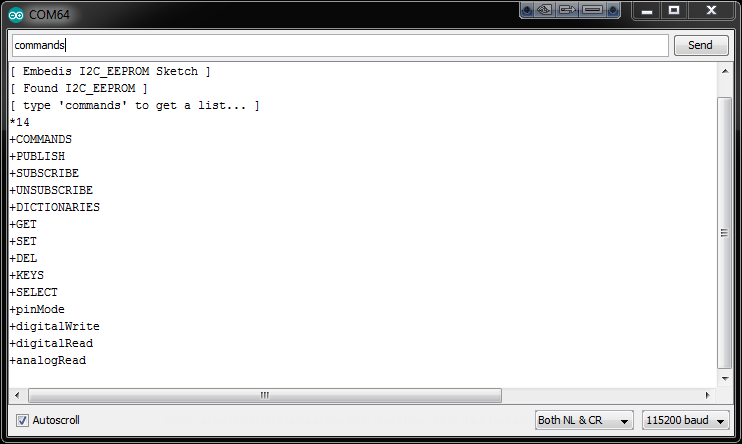 COM64
commands
Send
[ Embedis I2C_EEPROM Sketch ]
[ Found I2C_EEPROM ]
[ type 'commands' to get a list... ]
*14
+COMMANDS
+PUBLISH
+SUBSCRIBE
+UNSUBSCRIBE
+DICTIONARIES
+GET
+SET
+DEL
+KEYS
+SELECT
+pinMode
+digitalWrite
+digitalRead
+analogRead
Autoscroll
Both NL & CR
115200 baud